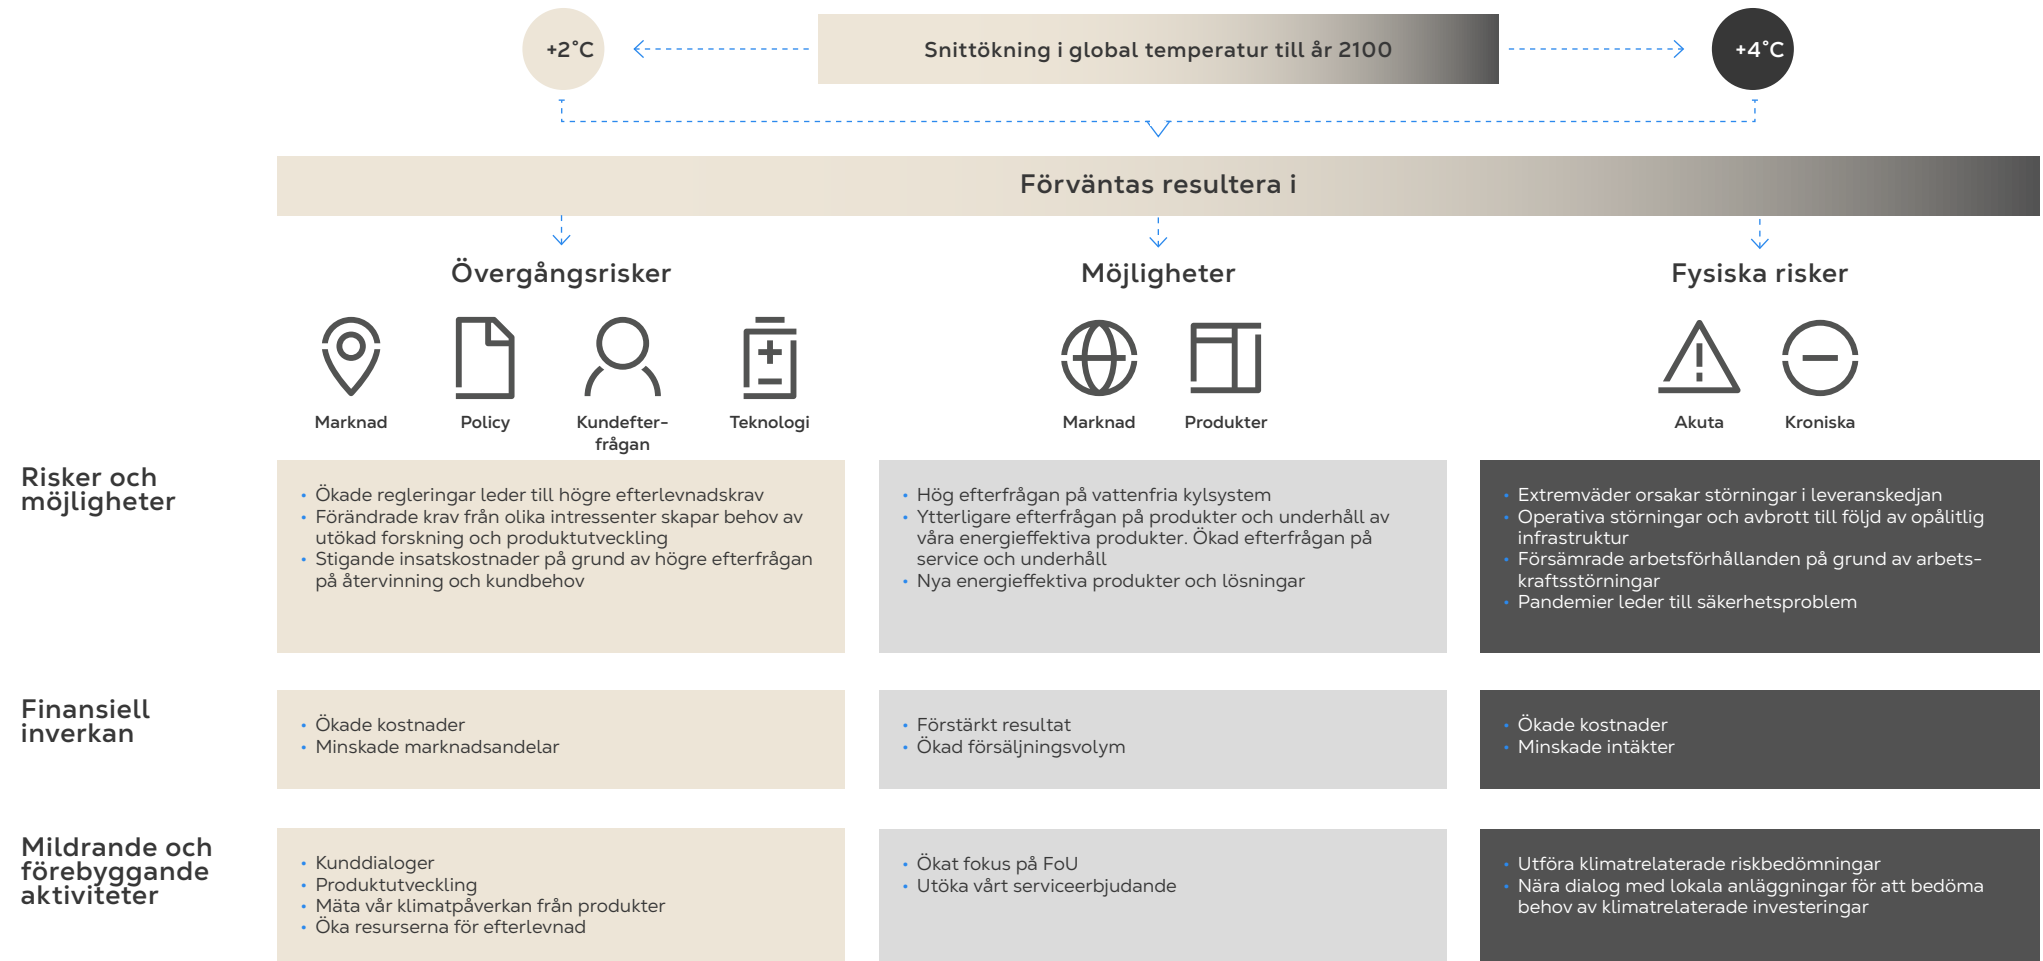 +2°C
Snittökning i global temperatur till år 2100
+4°C
Förväntas resultera i
Övergångsrisker
Möjligheter
Fysiska risker
Marknad
Policy
Kundefter-
frågan
Teknologi
Marknad
Produkter
Akuta
Kroniska
Risker och
möjligheter
• Ökade regleringar leder till högre efterlevnadskrav
• Förändrade krav från olika intressenter skapar behov av
utökad forskning och produktutveckling
• Stigande insatskostnader på grund av högre efterfrågan
på återvinning och kundbehov
• Hög efterfrågan på vattenfria kylsystem
• Ytterligare efterfrågan på produkter och underhåll av
våra energieffektiva produkter. Ökad efterfrågan på
service och underhåll
• Nya energieffektiva produkter och lösningar
• Extremväder orsakar störningar i leveranskedjan
• Operativa störningar och avbrott till följd av opålitlig
infrastruktur
• Försämrade arbetsförhållanden på grund av arbets-
kraftsstörningar
• Pandemier leder till säkerhetsproblem
Finansiell
inverkan
• Ökade kostnader
• Minskade marknadsandelar
• Förstärkt resultat
• Ökad försäljningsvolym
• Ökade kostnader
• Minskade intäkter
Mildrande och
förebyggande
aktiviteter
• Kunddialoger
• Produktutveckling
• Mäta vår klimatpåverkan från produkter
• Öka resurserna för efterlevnad
• Ökat fokus på FoU
• Utöka vårt serviceerbjudande
• Utföra klimatrelaterade riskbedömningar
• Nära dialog med lokala anläggningar för att bedöma
behov av klimatrelaterade investeringar